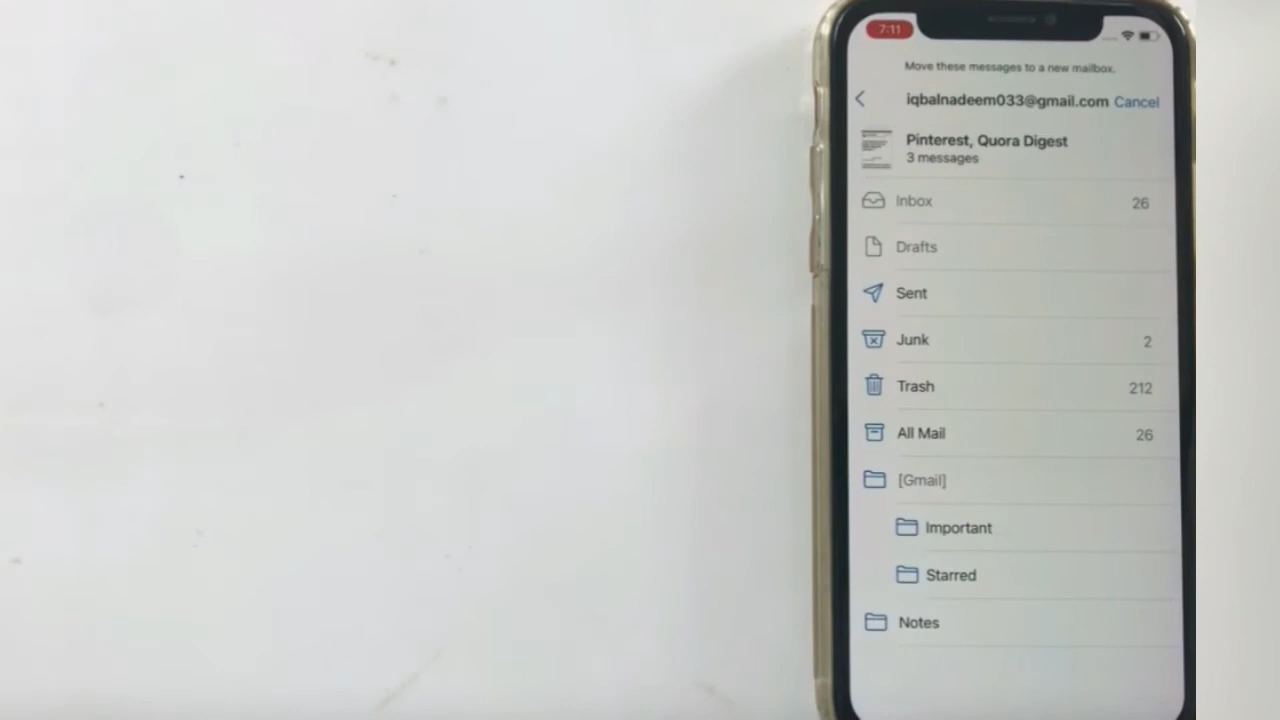 7:11
Move these messages to a new mailbox.
iqbalnadeem033@gmail.com Cancel
Pinterest, Quora Digest
3 messages
Inbox 26
Drafts
Sent
Junk 2
Trash 212
All Mail 26
[Gmail]
Important
Starred
Notes